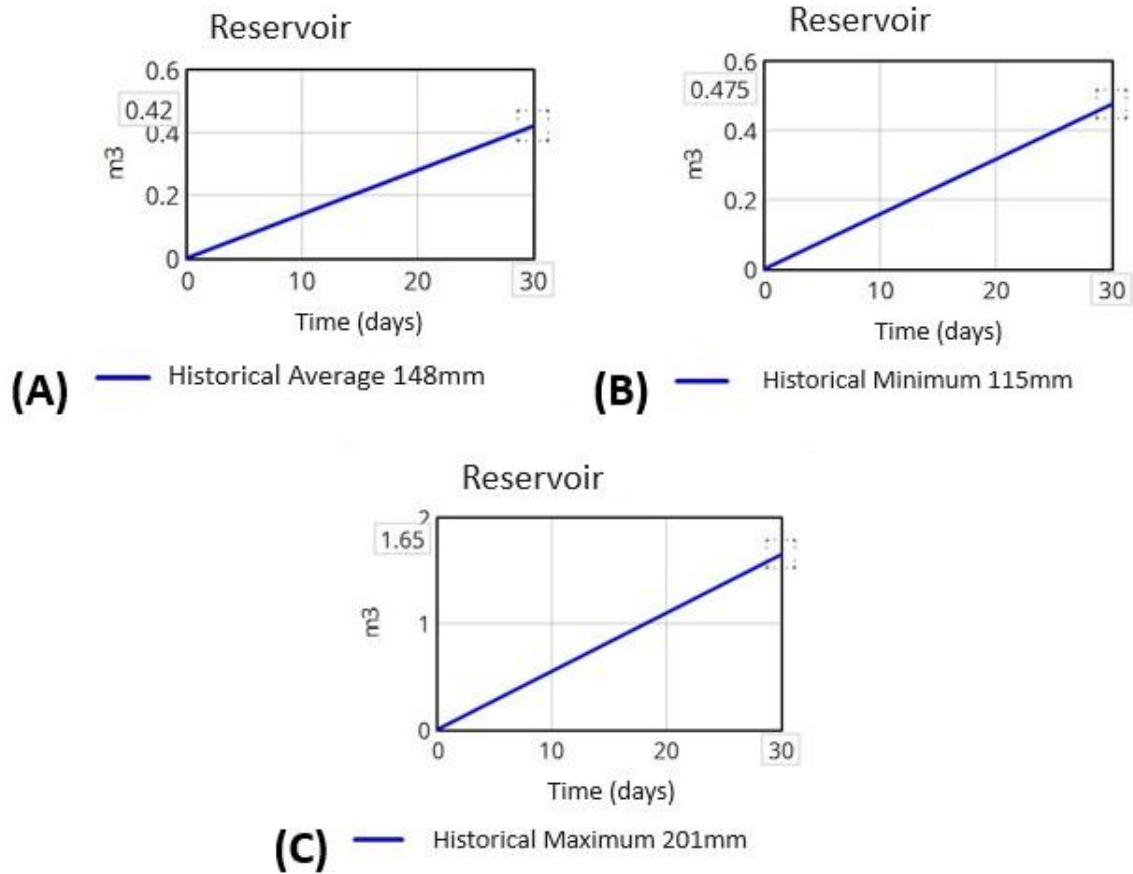 Reservoir
0.6
0.42
0.4
m3
0.2
0
0 10 20 30
Time (days)
(A) Historical Average 148mm
Reservoir
0.6
0.475
0.4
m3
0.2
0
0 10 20 30
Time (days)
(B) Historical Minimum 115mm
Reservoir
2
1.65
m3
1
0
0 10 20 30
Time (days)
(C) Historical Maximum 201mm